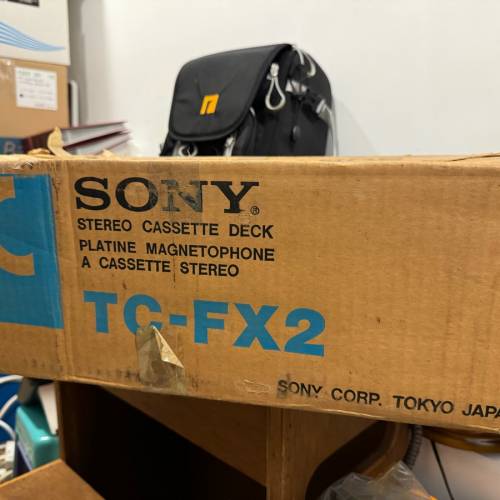 SONY®
STEREO CASSETTE DECK
PLATINE MAGNETOPHONE
A CASSETTE STEREO
TC-FX2
SONY CORP. TOKYO JAPA